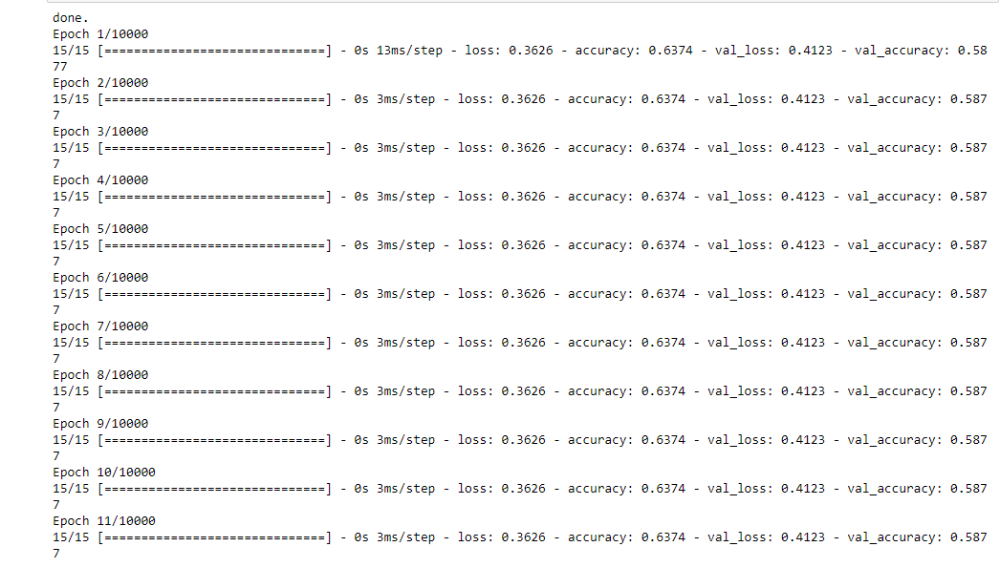 done.
Epoch 1/10000
15/15 [==============================] - 0s 13ms/step - loss: 0.3626 - accuracy: 0.6374 - val_loss: 0.4123 - val_accuracy: 0.58
77
Epoch 2/10000
15/15 [==============================] - 0s 3ms/step - loss: 0.3626 - accuracy: 0.6374 - val_loss: 0.4123 - val_accuracy: 0.587
7
Epoch 3/10000
15/15 [==============================] - 0s 3ms/step - loss: 0.3626 - accuracy: 0.6374 - val_loss: 0.4123 - val_accuracy: 0.587
7
Epoch 4/10000
15/15 [==============================] - 0s 3ms/step - loss: 0.3626 - accuracy: 0.6374 - val_loss: 0.4123 - val_accuracy: 0.587
7
Epoch 5/10000
15/15 [==============================] - 0s 3ms/step - loss: 0.3626 - accuracy: 0.6374 - val_loss: 0.4123 - val_accuracy: 0.587
7
Epoch 6/10000
15/15 [==============================] - 0s 3ms/step - loss: 0.3626 - accuracy: 0.6374 - val_loss: 0.4123 - val_accuracy: 0.587
7
Epoch 7/10000
15/15 [==============================] - 0s 3ms/step - loss: 0.3626 - accuracy: 0.6374 - val_loss: 0.4123 - val_accuracy: 0.587
7
Epoch 8/10000
15/15 [==============================] - 0s 3ms/step - loss: 0.3626 - accuracy: 0.6374 - val_loss: 0.4123 - val_accuracy: 0.587
7
Epoch 9/10000
15/15 [==============================] - 0s 3ms/step - loss: 0.3626 - accuracy: 0.6374 - val_loss: 0.4123 - val_accuracy: 0.587
7
Epoch 10/10000
15/15 [==============================] - 0s 3ms/step - loss: 0.3626 - accuracy: 0.6374 - val_loss: 0.4123 - val_accuracy: 0.587
7
Epoch 11/10000
15/15 [==============================] - 0s 3ms/step - loss: 0.3626 - accuracy: 0.6374 - val_loss: 0.4123 - val_accuracy: 0.587
7